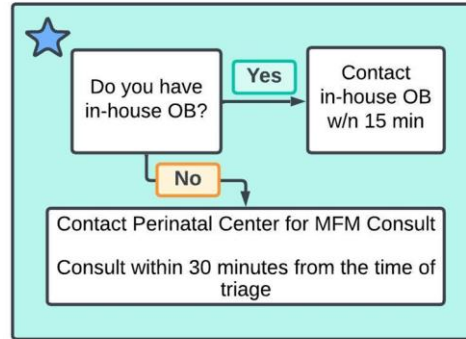 Do you have
in-house OB?
Yes
Contact
in-house OB
w/n 15 min
No
Contact Perinatal Center for MFM Consult
Consult within 30 minutes from the time of
triage